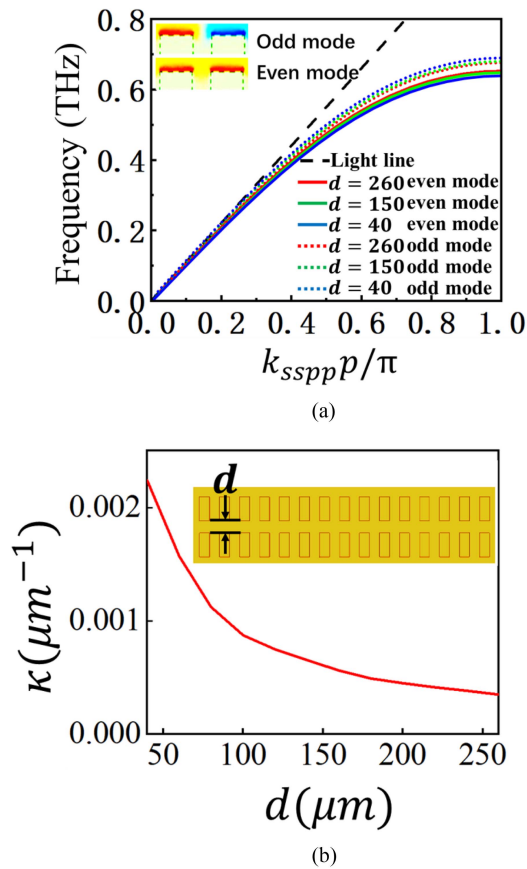 Frequency (THz)
0.8
0.6
0.4
0.2
0.0
Odd mode
Even mode
Light line
d = 260 even mode
d = 150 even mode
d = 40 even mode
d = 260 odd mode
d = 150 odd mode
d = 40 odd mode
0.0 0.2 0.4 0.6 0.8 1.0
k_{sspp}p/π
(a)
κ(μm⁻¹)
0.002
0.001
0.000
d
50 100 150 200 250
d(μm)
(b)